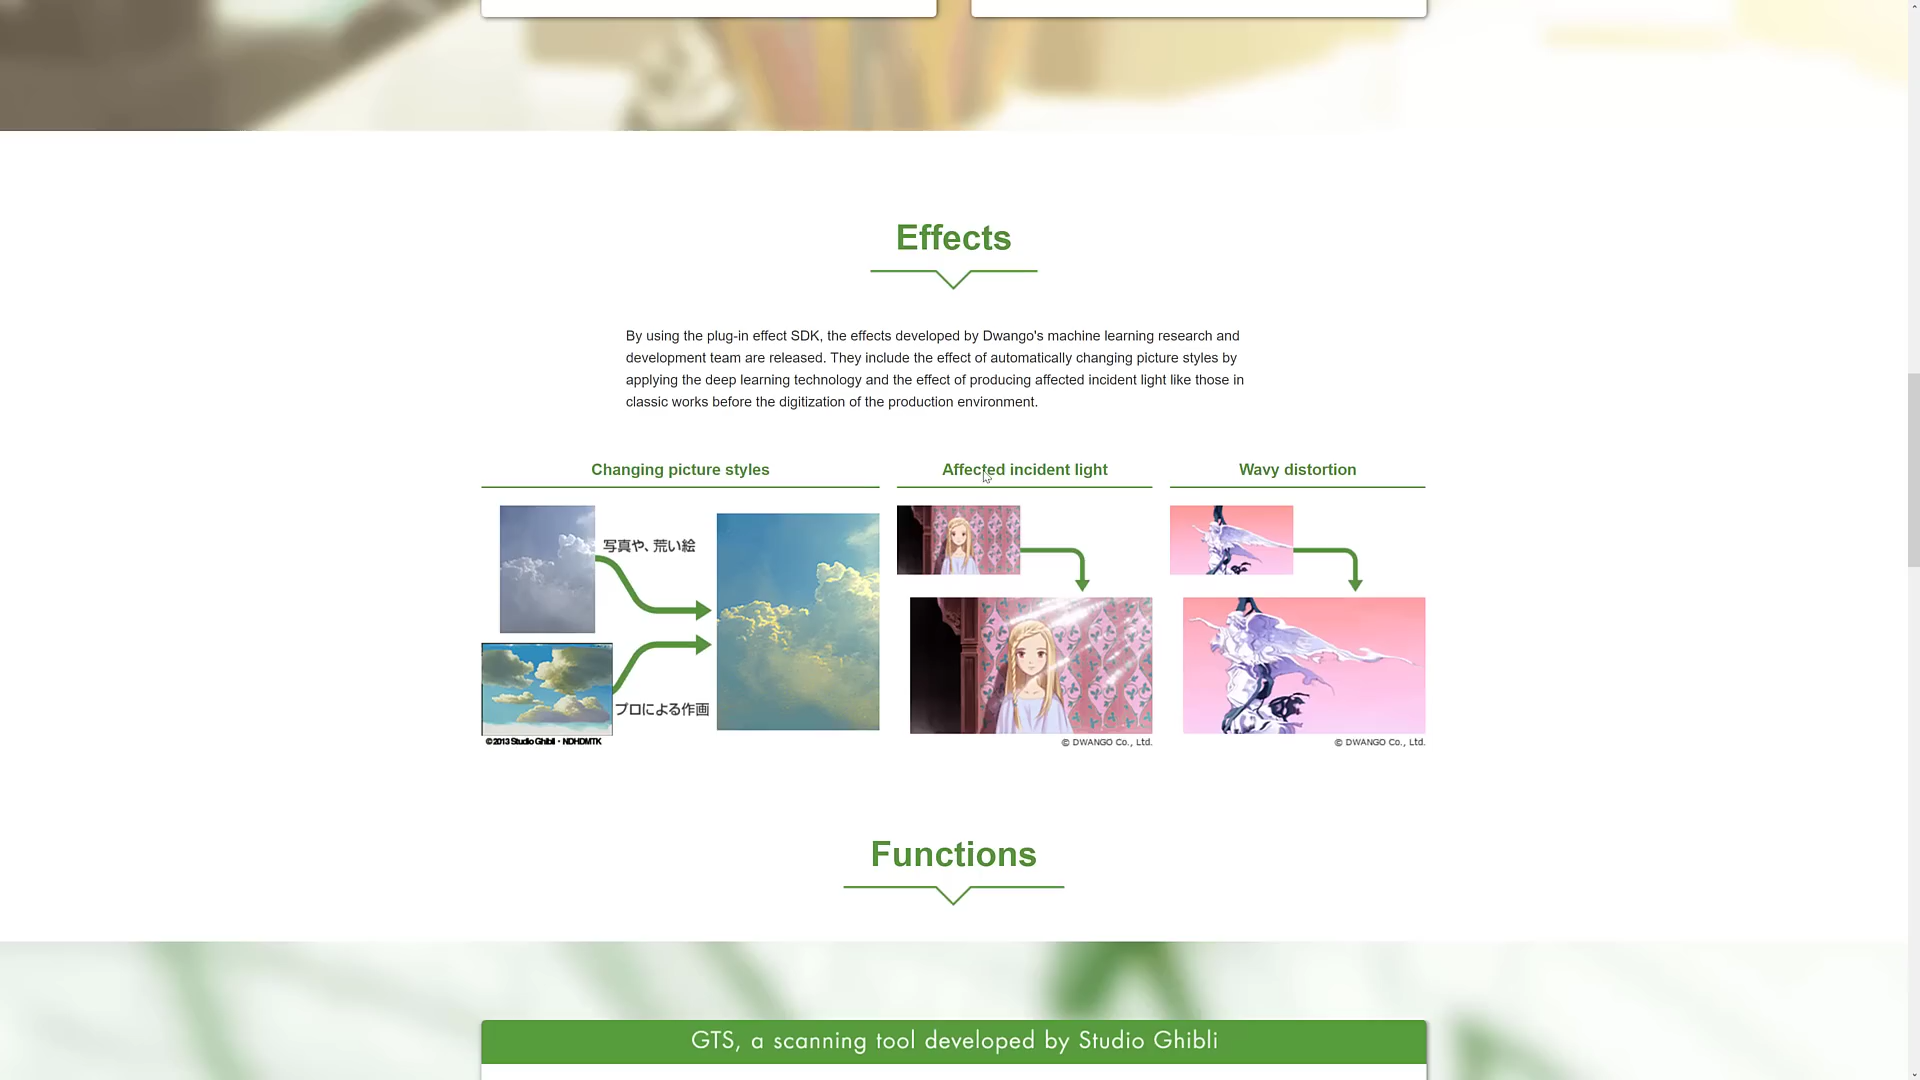 Effects
By using the plug-in effect SDK, the effects developed by Dwango's machine learning research and
development team are released. They include the effect of automatically changing picture styles by
applying the deep learning technology and the effect of producing affected incident light like those in
classic works before the digitization of the production environment.
Changing picture styles
写真や、荒い絵
プロによる作画
©2013 Studio Ghibli・NDHDMTK
Affected incident light
© DWANGO Co., Ltd.
Wavy distortion
© DWANGO Co., Ltd.
Functions
GTS, a scanning tool developed by Studio Ghibli